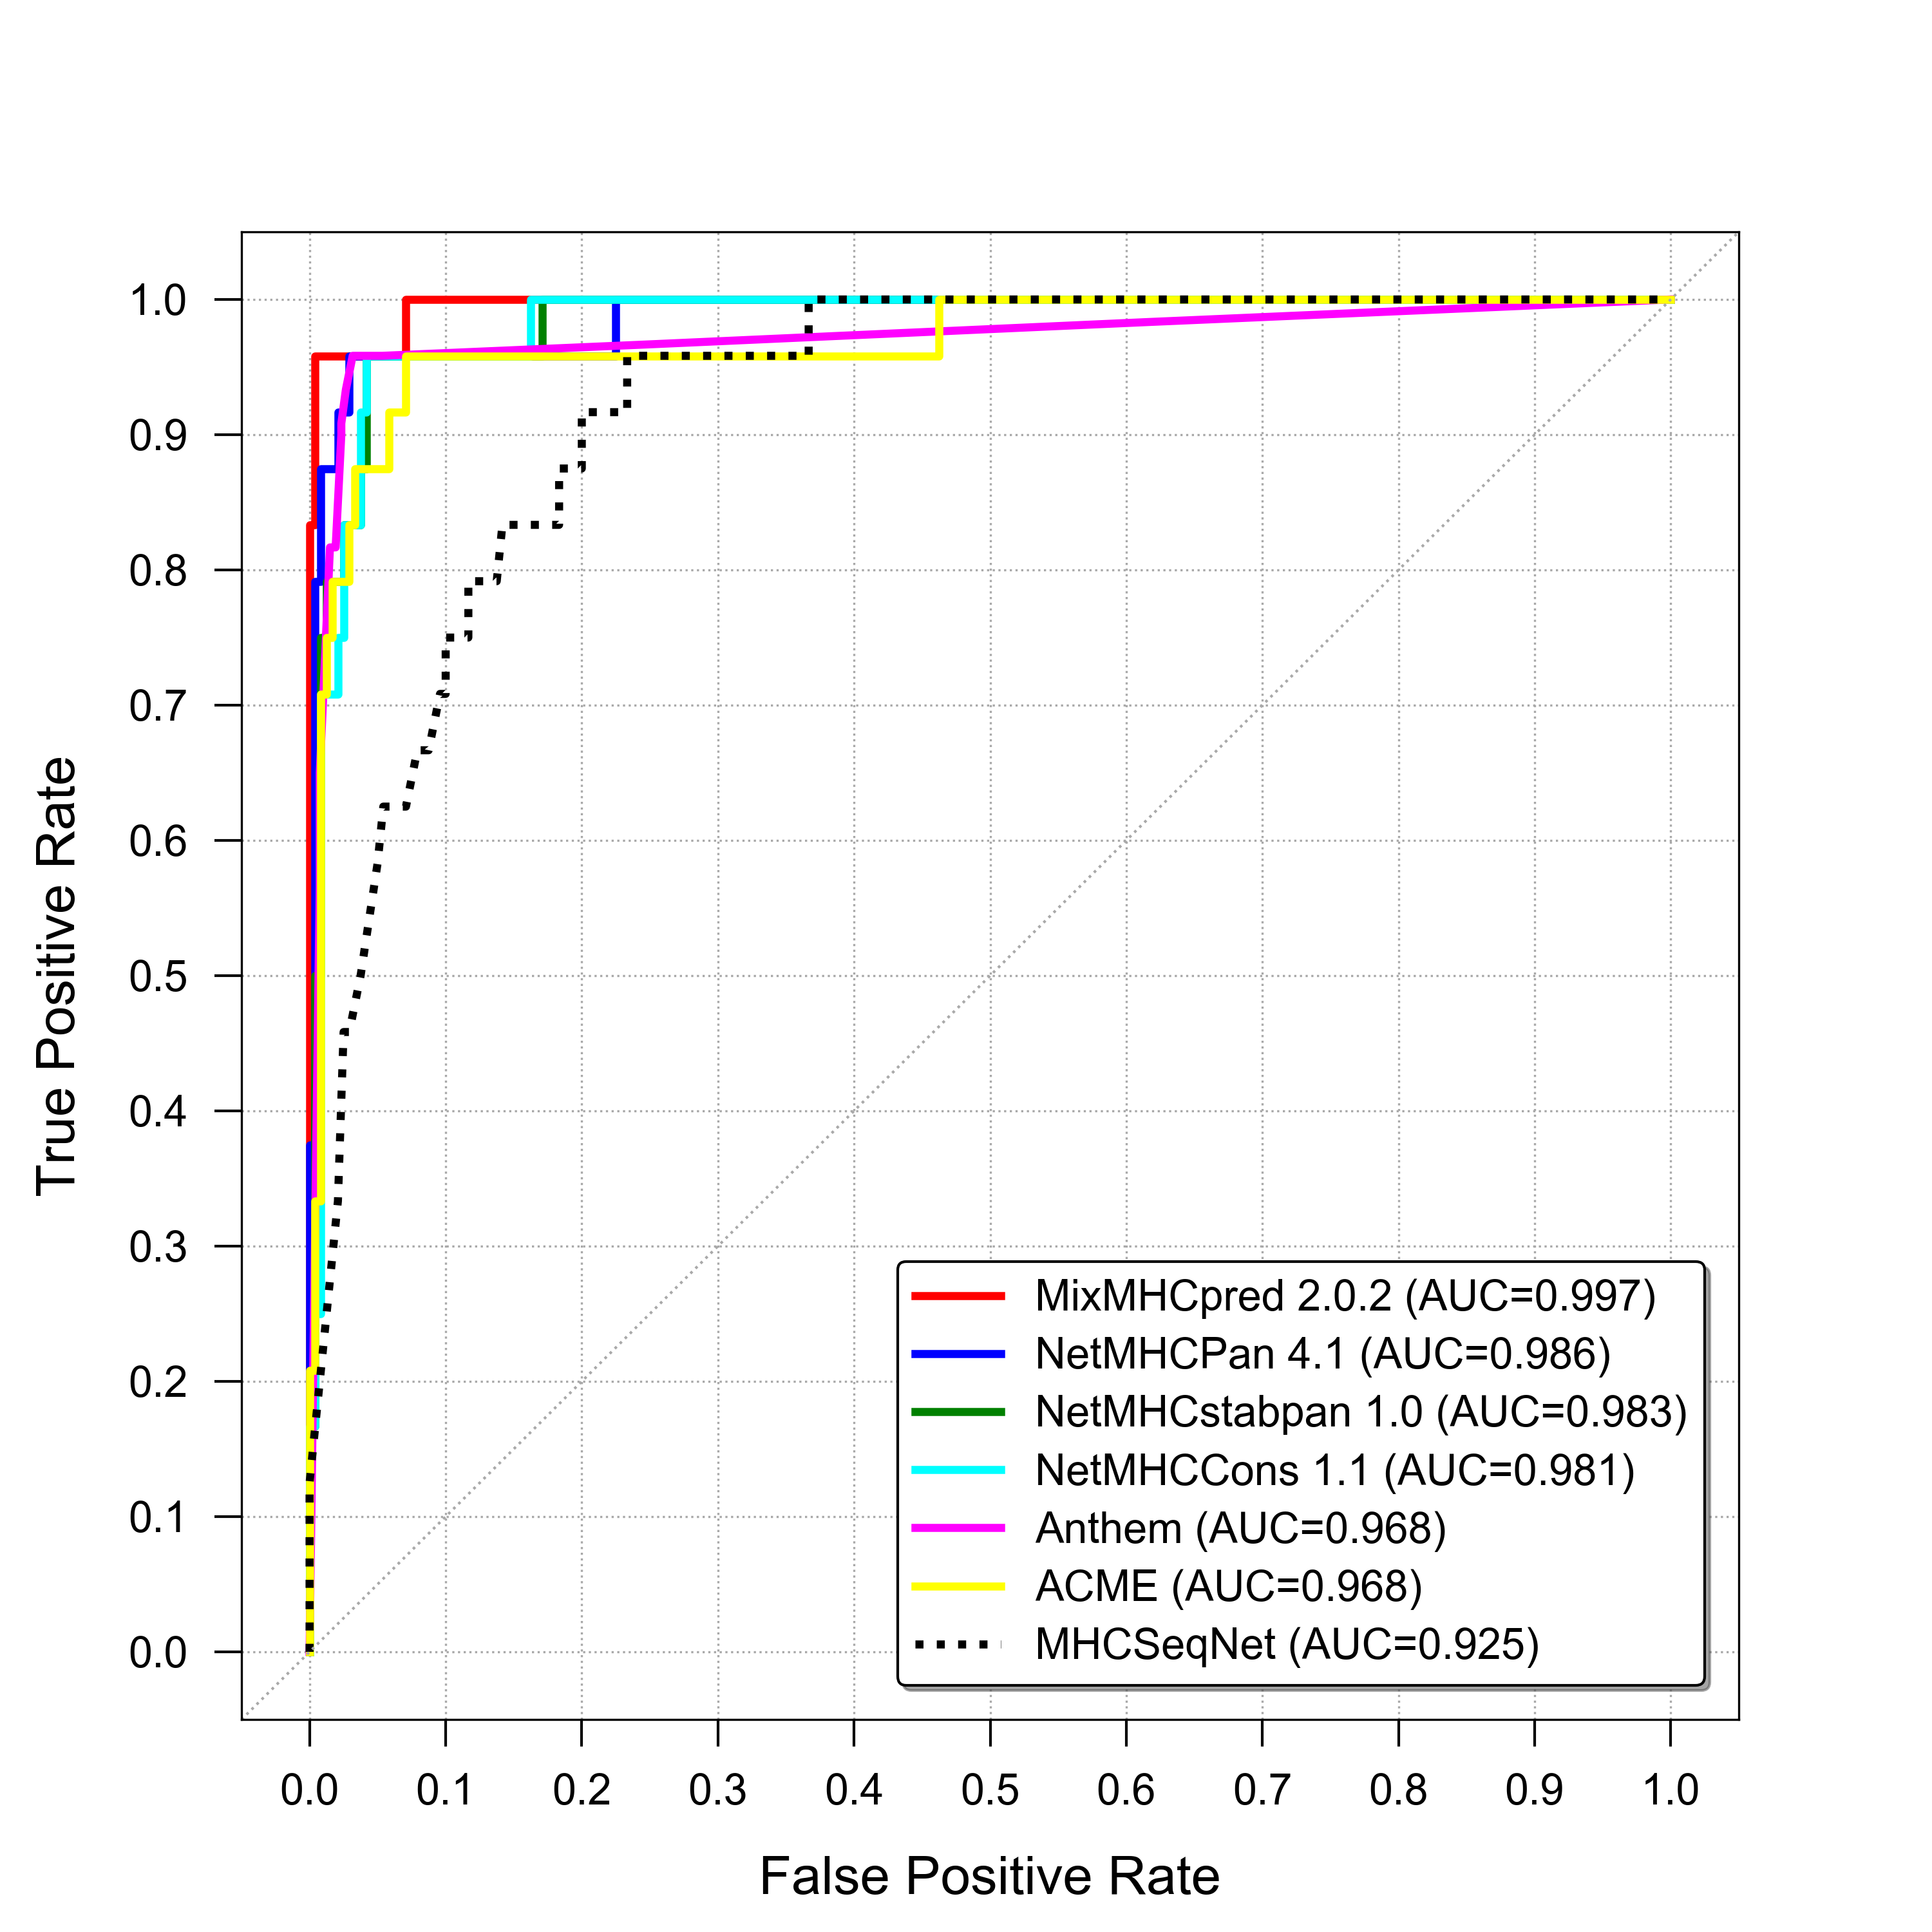 True Positive Rate
1.0
0.9
0.8
0.7
0.6
0.5
0.4
0.3
0.2
0.1
0.0
MixMHCpred 2.0.2 (AUC=0.997)
NetMHCPan 4.1 (AUC=0.986)
NetMHCstabpan 1.0 (AUC=0.983)
NetMHCCons 1.1 (AUC=0.981)
Anthem (AUC=0.968)
ACME (AUC=0.968)
MHCSeqNet (AUC=0.925)
0.0 0.1 0.2 0.3 0.4 0.5 0.6 0.7 0.8 0.9 1.0
False Positive Rate